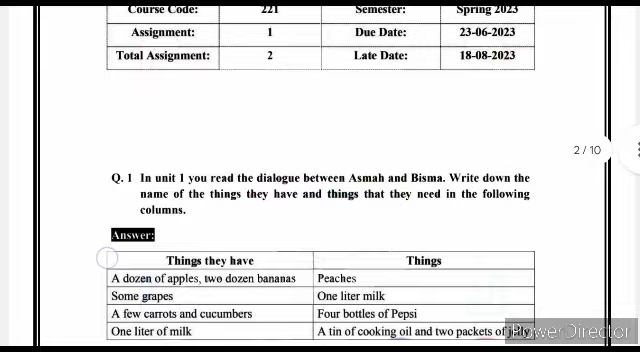 Course Code: 221 Semester: Spring 2023
Assignment: 1 Due Date: 23-06-2023
Total Assignment: 2 Late Date: 18-08-2023
2 / 10
Q. 1 In unit 1 you read the dialogue between Asmah and Bisma. Write down the
name of the things they have and things that they need in the following
columns.
Answer:
Things they have Things
A dozen of apples, two dozen bananas Peaches
Some grapes One liter milk
A few carrots and cucumbers Four bottles of Pepsi
One liter of milk A tin of cooking oil and two packets of jelly
PowerDirector